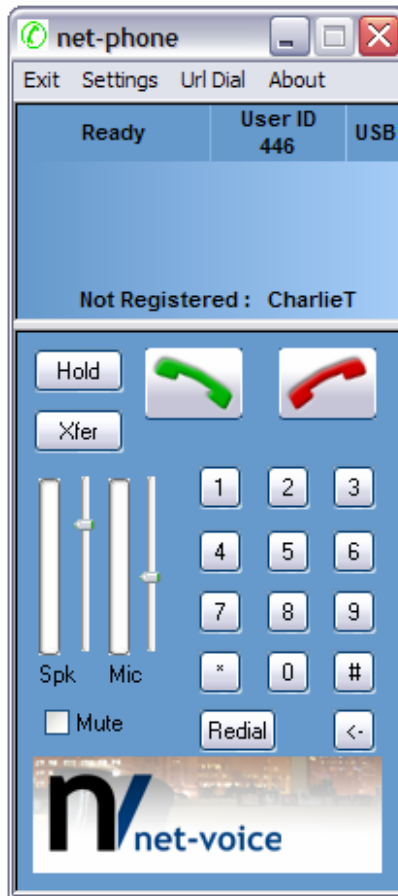 net-phone
Exit Settings Url Dial About
Ready
User ID
446
USB
Not Registered : CharlieT
Hold
Xfer
1 2 3
4 5 6
7 8 9
* 0 #
Spk Mic
Mute
Redial <-
nv
net-voice